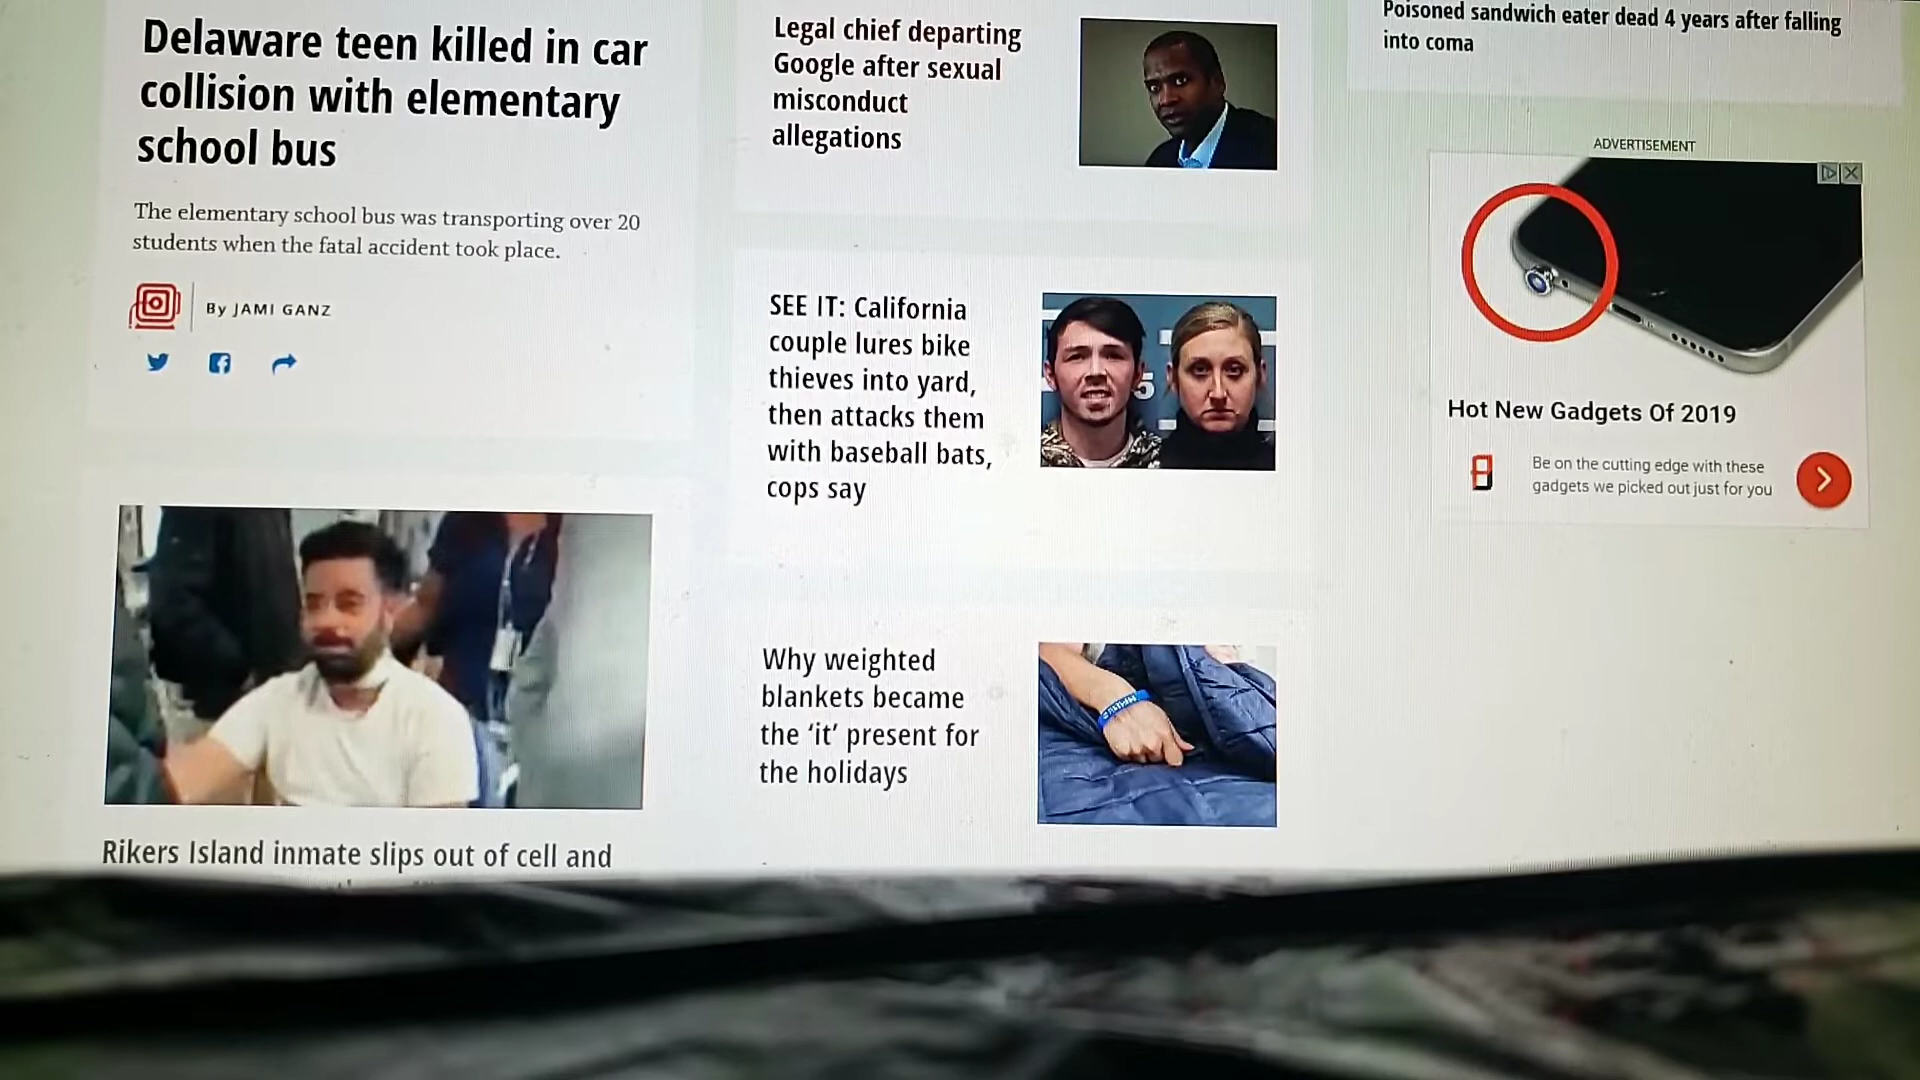 Delaware teen killed in car
collision with elementary
school bus
The elementary school bus was transporting over 20
students when the fatal accident took place.
By JAMI GANZ
Rikers Island inmate slips out of cell and
Legal chief departing
Google after sexual
misconduct
allegations
SEE IT: California
couple lures bike
thieves into yard,
then attacks them
with baseball bats,
cops say
5
Why weighted
blankets became
the ‘it’ present for
the holidays
Poisoned sandwich eater dead 4 years after falling
into coma
ADVERTISEMENT
Hot New Gadgets Of 2019
Be on the cutting edge with these
gadgets we picked out just for you